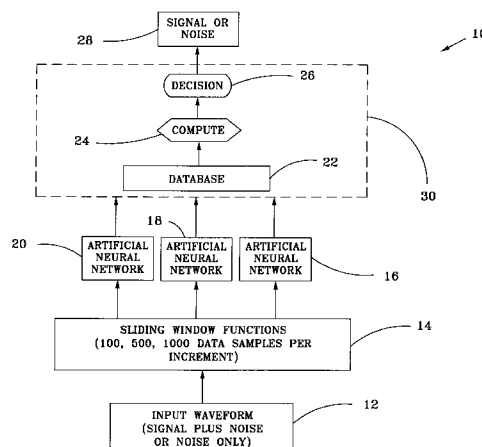 SIGNAL OR
NOISE
28
10
DECISION
26
24
COMPUTE
22
DATABASE
30
20
18
ARTIFICIAL
NEURAL
NETWORK
ARTIFICIAL
NEURAL
NETWORK
ARTIFICIAL
NEURAL
NETWORK
16
SLIDING WINDOW FUNCTIONS
(100, 500, 1000 DATA SAMPLES PER
INCREMENT)
14
INPUT WAVEFORM
(SIGNAL PLUS NOISE
OR NOISE ONLY)
12